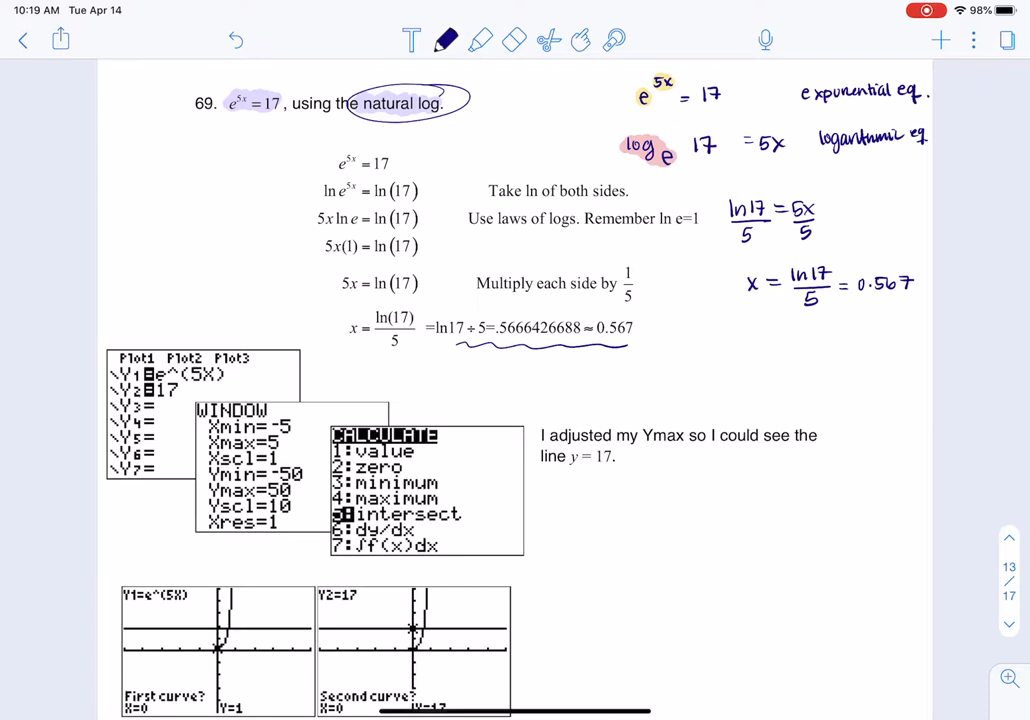 10:19 AM Tue Apr 14
98%
69. e^{5x} = 17 , using the natural log.
e^{5x} = 17 exponential eq.
log_e 17 = 5x logarithmic eq
e^{5x} = 17
ln e^{5x} = ln (17) Take ln of both sides.
5x ln e = ln (17) Use laws of logs. Remember ln e=1
5x(1) = ln (17)
ln17/5 = 5x/5
5x = ln (17) Multiply each side by 1/5
x = ln17/5 = 0.567
x = ln(17)/5 =ln17 ÷ 5=.5666426688 ≈ 0.567
Plot1 Plot2 Plot3
\Y1=e^(5X)
\Y2=17
\Y3=
\Y4=
\Y5=
\Y6=
\Y7=
WINDOW
Xmin=-5
Xmax=5
Xscl=1
Ymin=-50
Ymax=50
Yscl=10
Xres=1
CALCULATE
1:value
2:zero
3:minimum
4:maximum
5:intersect
6:dy/dx
7:∫f(x)dx
I adjusted my Ymax so I could see the
line y = 17.
13
/
17
Y1=e^(5X)
First curve?
X=0 Y=1
Y2=17
Second curve?
X=0 Y=17